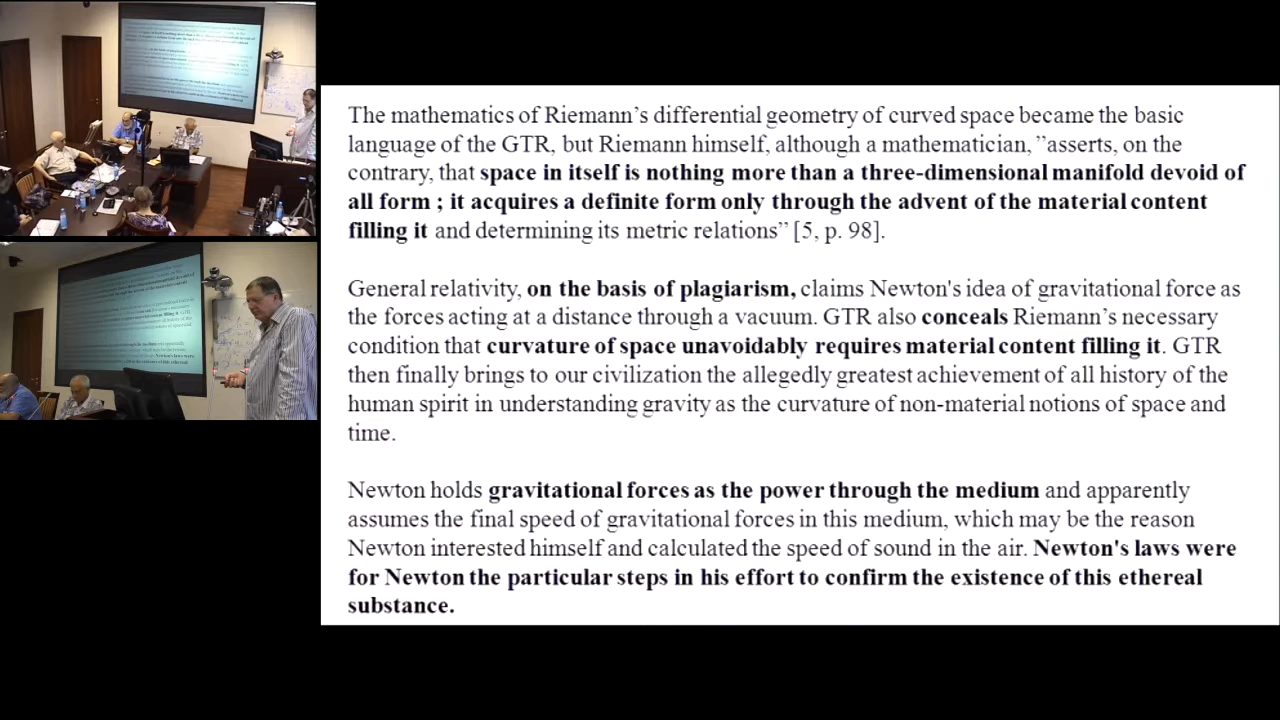 The mathematics of Riemann’s differential geometry of curved space became the basic
language of the GTR, but Riemann himself, although a mathematician, ”asserts, on the
contrary, that space in itself is nothing more than a three-dimensional manifold devoid of
all form ; it acquires a definite form only through the advent of the material content
filling it and determining its metric relations” [5, p. 98].
General relativity, on the basis of plagiarism, claims Newton's idea of gravitational force as
the forces acting at a distance through a vacuum. GTR also conceals Riemann’s necessary
condition that curvature of space unavoidably requires material content filling it. GTR
then finally brings to our civilization the allegedly greatest achievement of all history of the
human spirit in understanding gravity as the curvature of non-material notions of space and
time.
Newton holds gravitational forces as the power through the medium and apparently
assumes the final speed of gravitational forces in this medium, which may be the reason
Newton interested himself and calculated the speed of sound in the air. Newton's laws were
for Newton the particular steps in his effort to confirm the existence of this ethereal
substance.